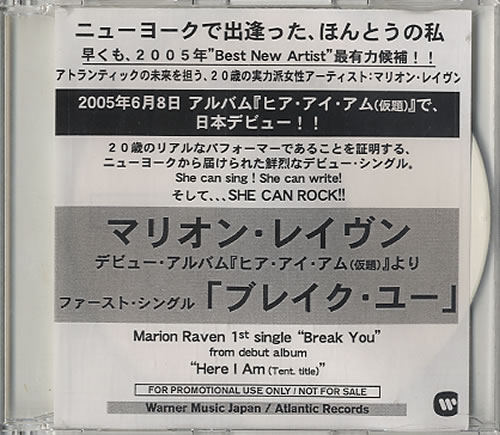 ニューヨークで出逢った、ほんとうの私
早くも、２００５年"Best New Artist"最有力候補！！
アトランティックの未来を担う、２０歳の実力派女性アーティスト：マリオン・レイヴン
2005年6月8日 アルバム『ヒア・アイ・アム(仮題)』で、
日本デビュー！！
２０歳のリアルなパフォーマーであることを証明する、
ニューヨークから届けられた鮮烈なデビュー・シングル。
She can sing ! She can write!
そして、、、SHE CAN ROCK!!
マリオン・レイヴン
デビュー・アルバム『ヒア・アイ・アム(仮題)』より
ファースト・シングル 「ブレイク・ユー」
Marion Raven 1st single “Break You”
from debut album
“Here I Am (Tent. title)”
FOR PROMOTIONAL USE ONLY / NOT FOR SALE
Warner Music Japan / Atlantic Records